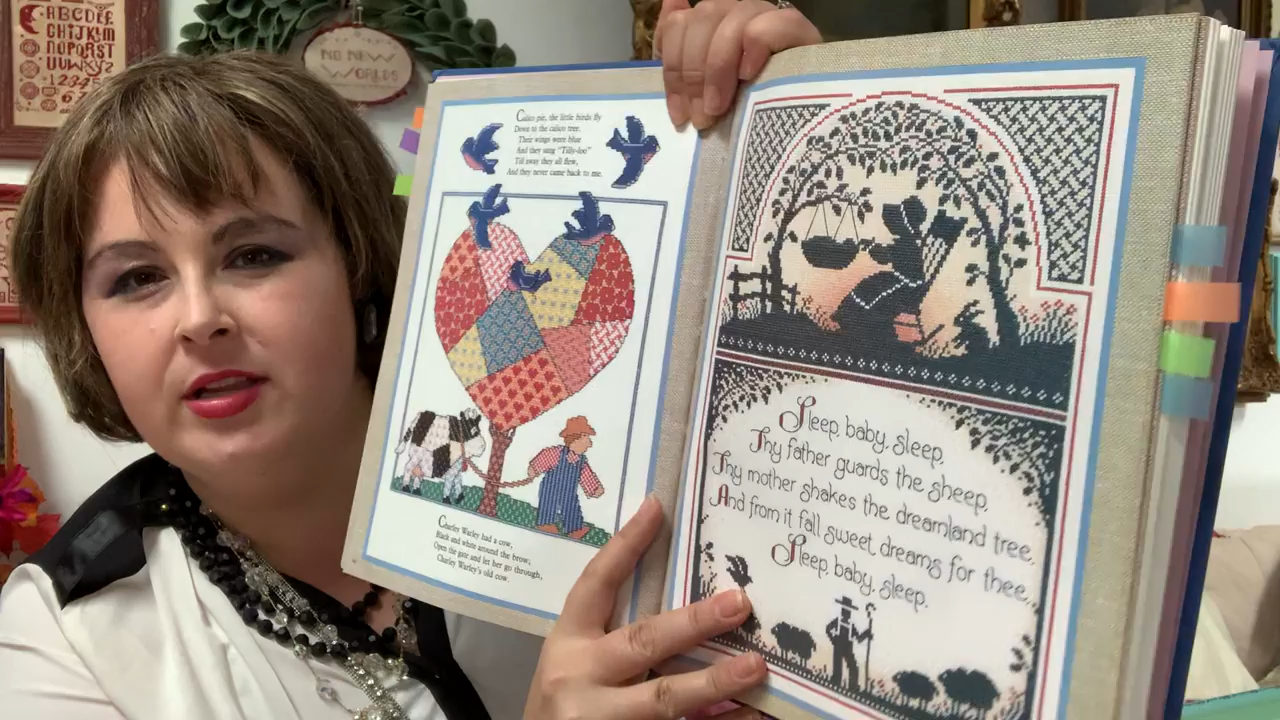 ABCDEF
GHIJKLM
NOPQRST
UVWXYZ
NO NEW
WORLDS
Calico pie, the little birds fly
Down to the calico tree.
Their wings were blue
And they sang "Tilly-loo"
Till away they all flew,
And they never came back to me.
Charley Warley had a cow,
Black and white around the brow;
Open the gate and let her go through,
Charley Warley's old cow.
Sleep, baby, sleep,
Thy father guards the sheep,
Thy mother shakes the dreamland tree,
And from it fall sweet dreams for thee,
Sleep, baby, sleep.